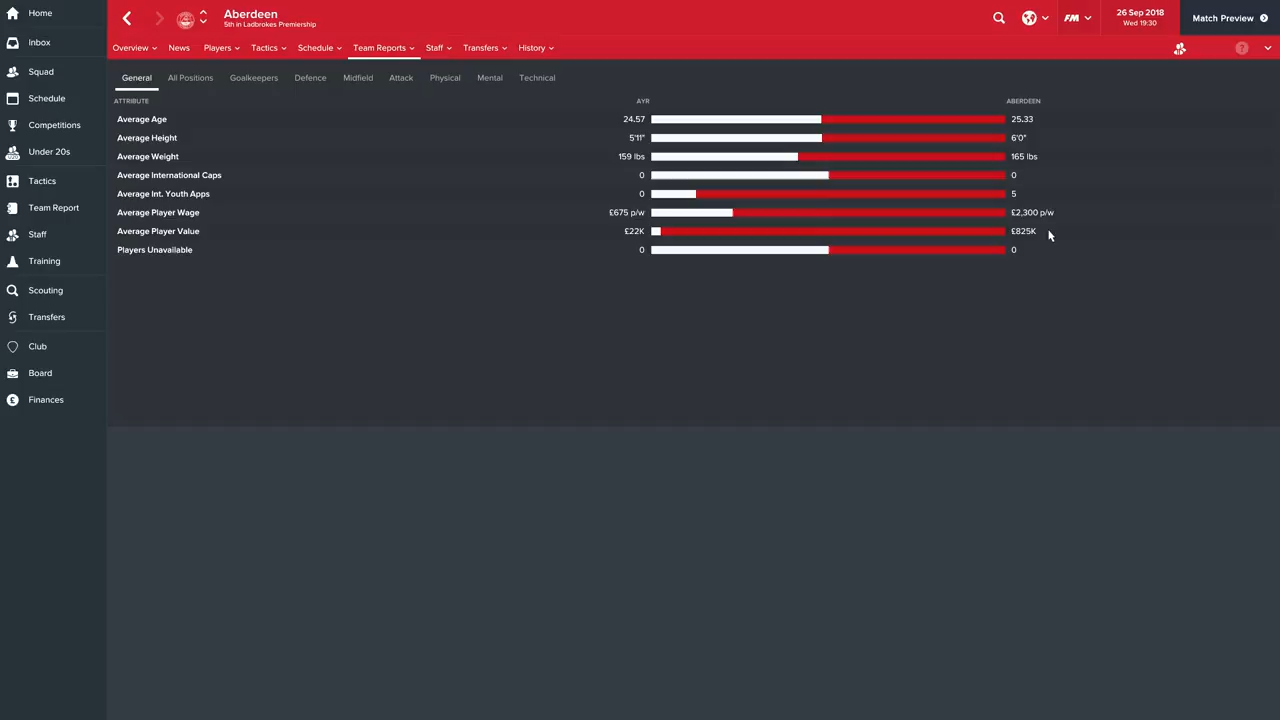 Aberdeen
5th in Ladbrokes Premiership
FM
26 Sep 2018
Wed 19:30
Match Preview
Overview
News
Players
Tactics
Schedule
Team Reports
Staff
Transfers
History
?
Home
Inbox
Squad
Schedule
Competitions
Under 20s
Tactics
Team Report
Staff
Training
Scouting
Transfers
Club
Board
Finances
General
All Positions
Goalkeepers
Defence
Midfield
Attack
Physical
Mental
Technical
ATTRIBUTE AYR ABERDEEN
Average Age 24.57 25.33
Average Height 5'11" 6'0"
Average Weight 159 lbs 165 lbs
Average International Caps 0 0
Average Int. Youth Apps 0 5
Average Player Wage £675 p/w £2,300 p/w
Average Player Value £22K £825K
Players Unavailable 0 0